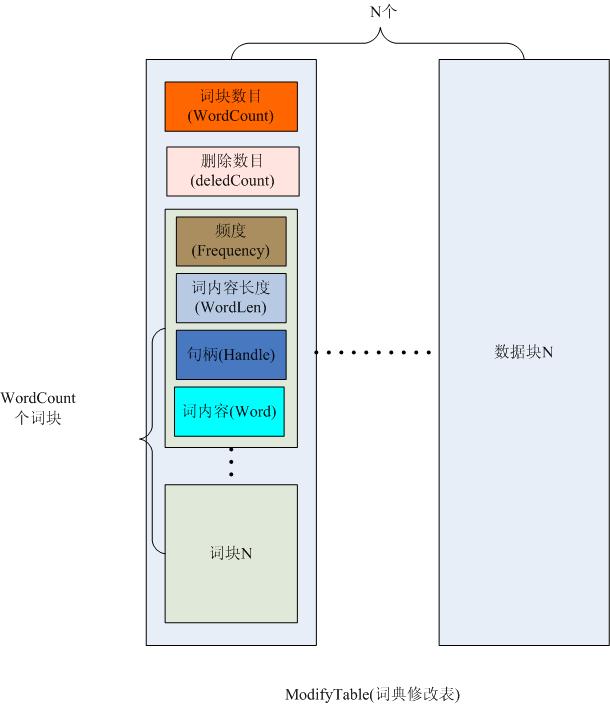 N个
词块数目
(WordCount)
删除数目
(deledCount)
频度
(Frequency)
词内容长度
(WordLen)
句柄(Handle)
词内容(Word)
WordCount
个词块
词块N
数据块N
ModifyTable(词典修改表)